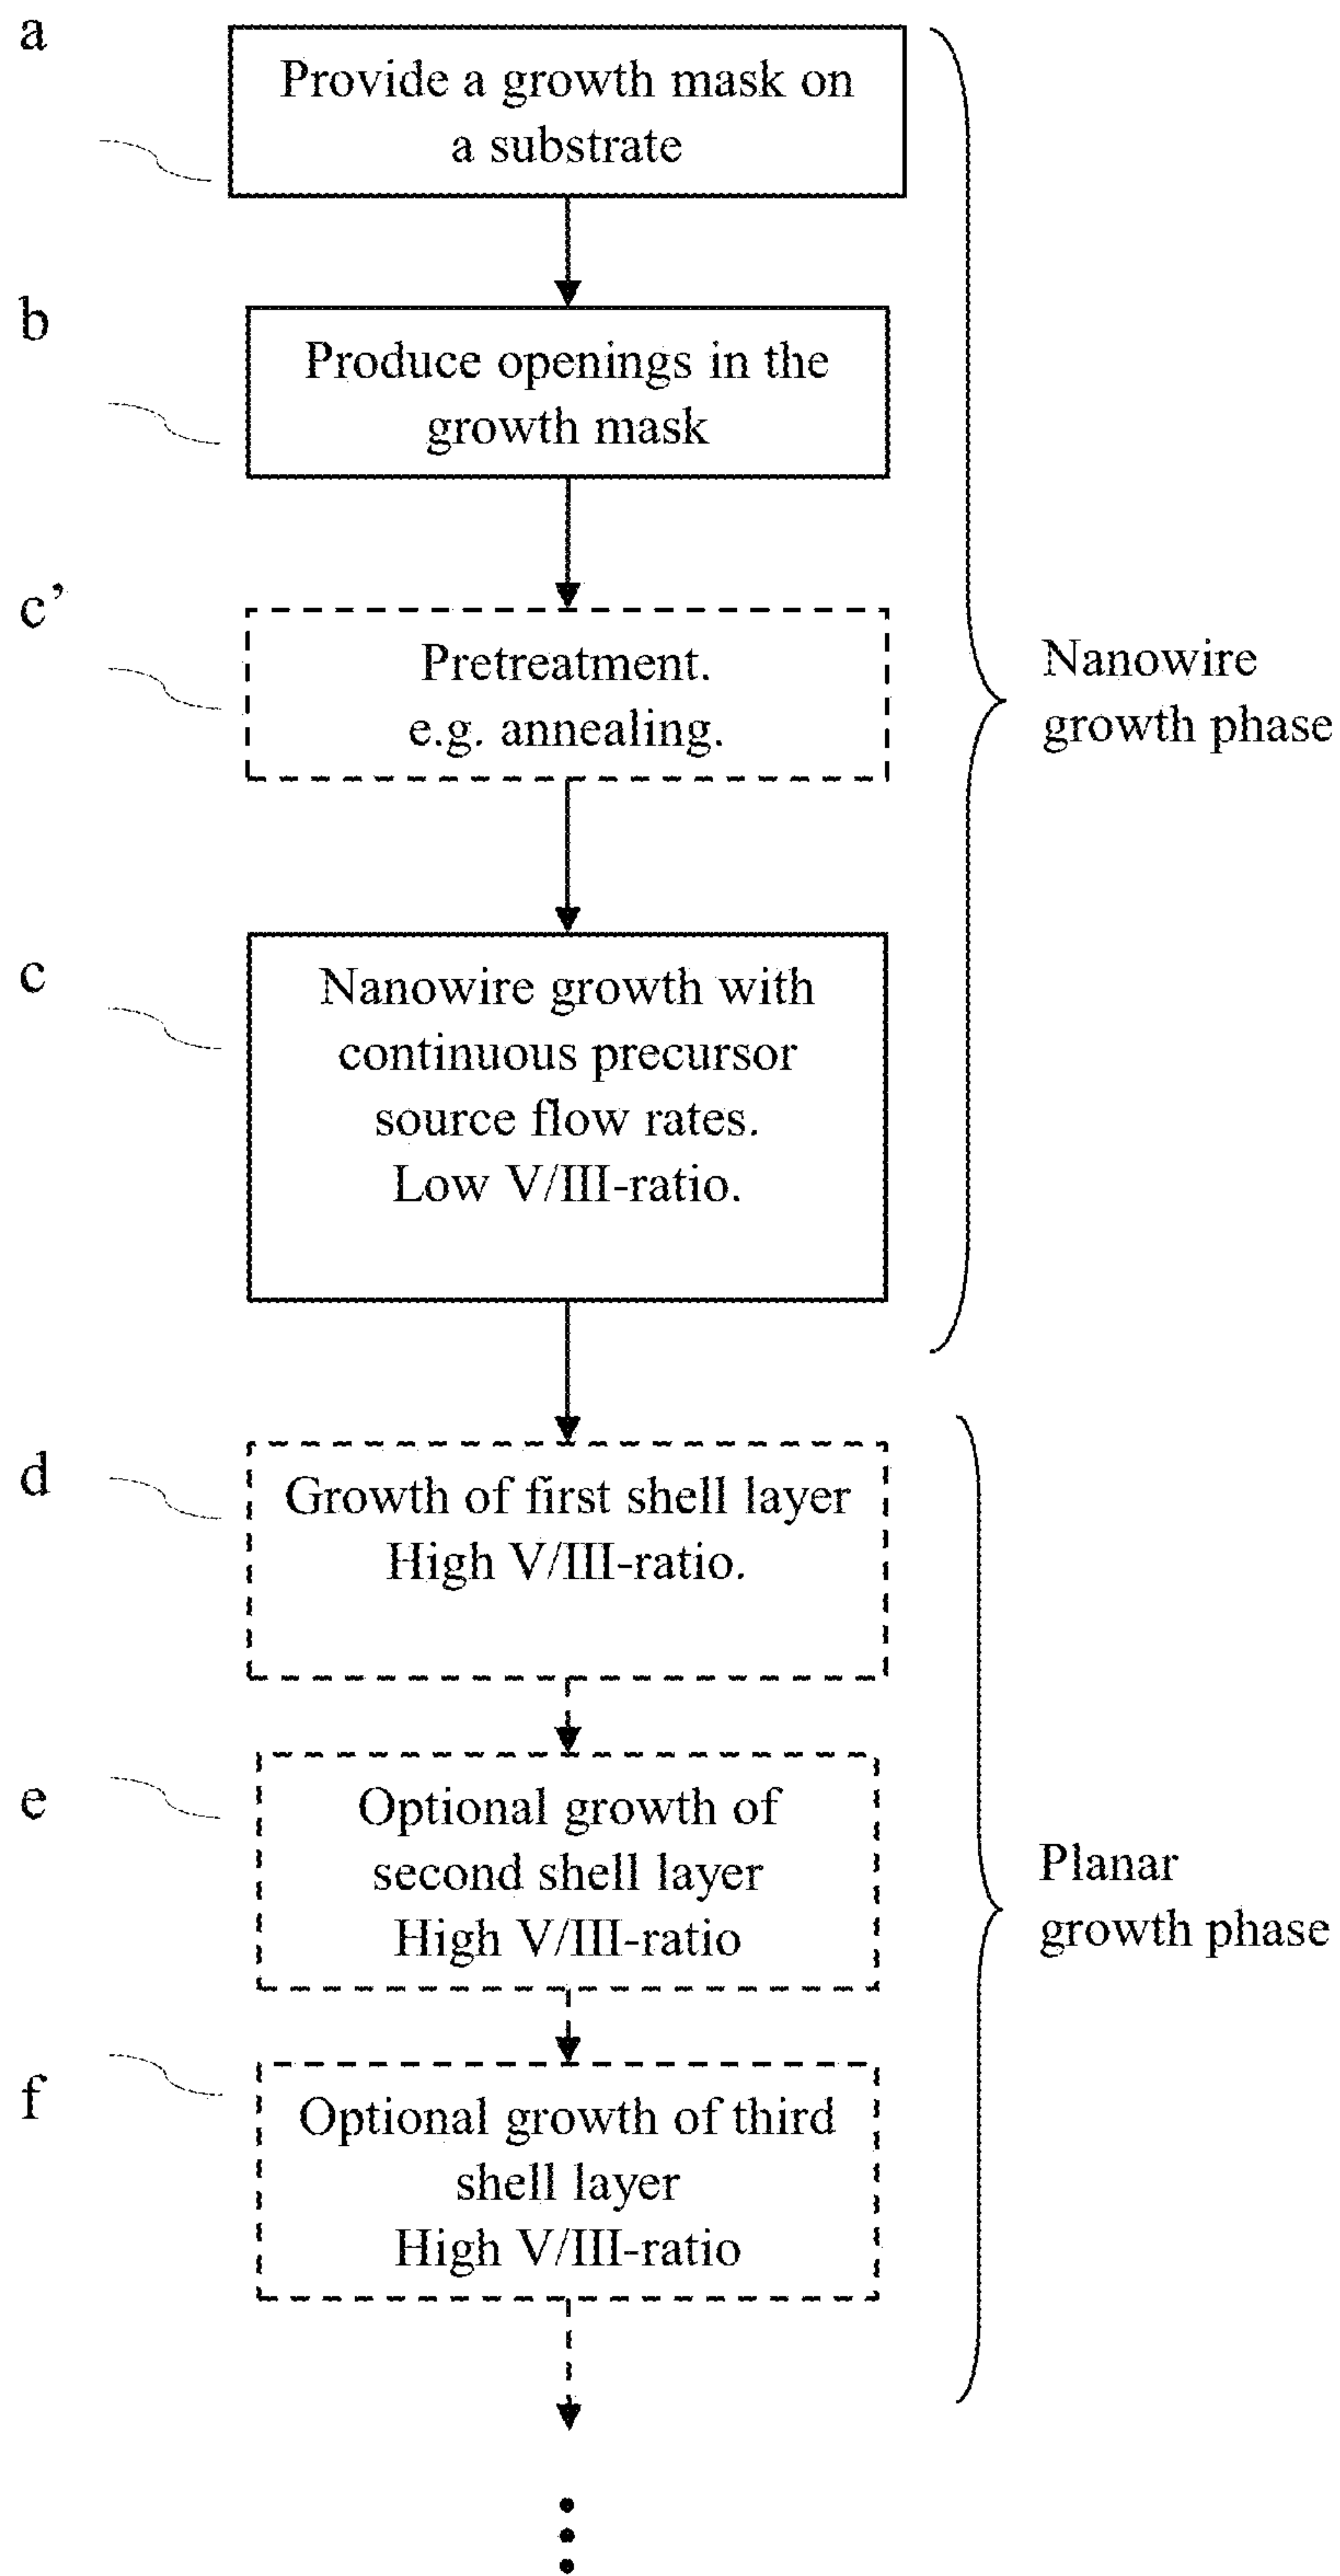 a
Provide a growth mask on
a substrate
b
Produce openings in the
growth mask
c’
Pretreatment.
e.g. annealing.
Nanowire
growth phase
c
Nanowire growth with
continuous precursor
source flow rates.
Low V/III-ratio.
d
Growth of first shell layer
High V/III-ratio.
e
Optional growth of
second shell layer
High V/III-ratio
Planar
growth phase
f
Optional growth of third
shell layer
High V/III-ratio